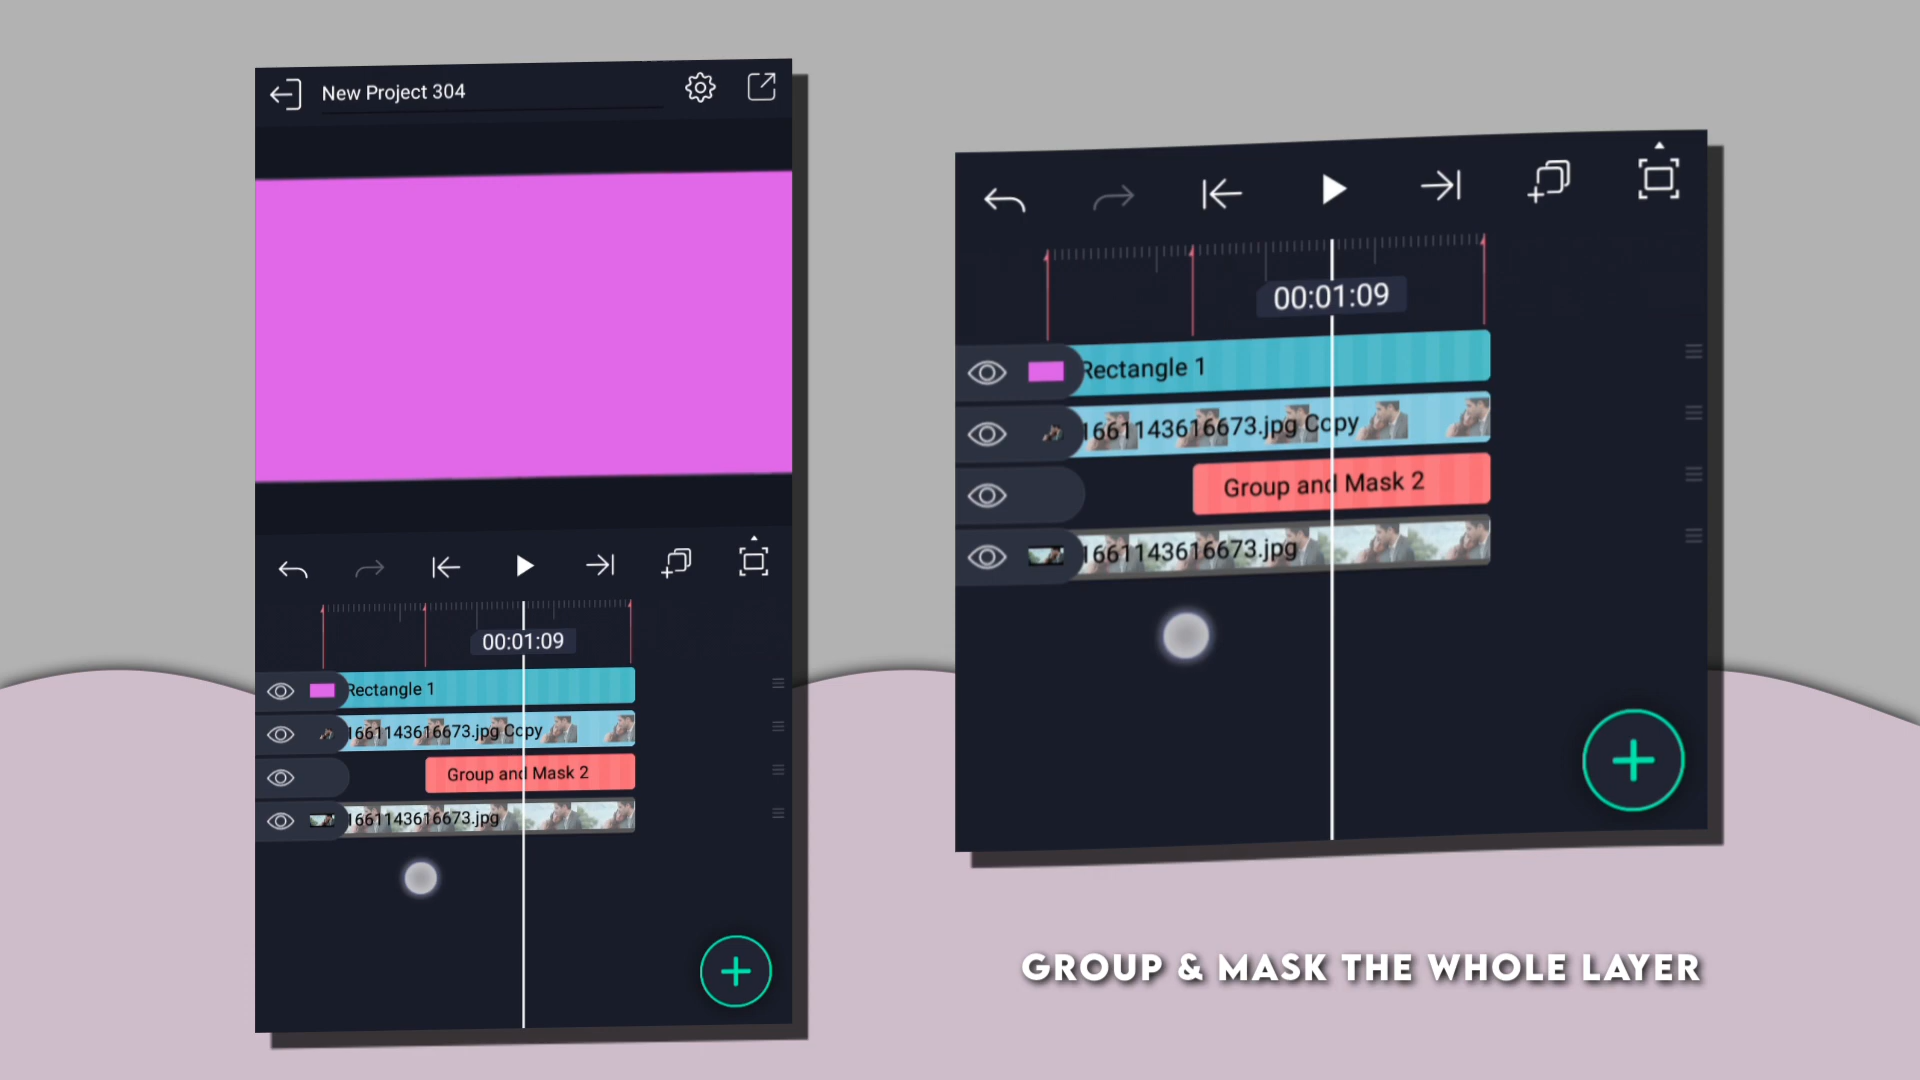 New Project 304
00:01:09
Rectangle 1
1661143616673.jpg Copy
Group and Mask 2
1661143616673.jpg
00:01:09
Rectangle 1
1661143616673.jpg Copy
Group and Mask 2
1661143616673.jpg
GROUP & MASK THE WHOLE LAYER